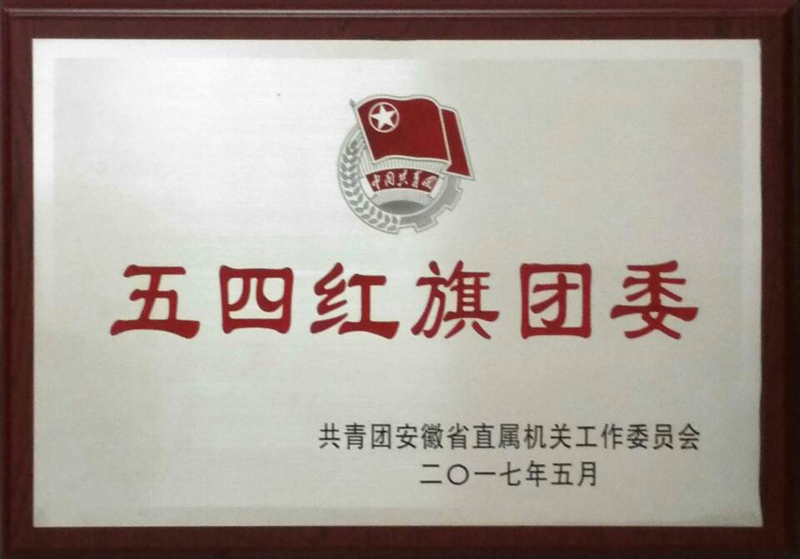 中国共青团
五四红旗团委
共青团安徽省直属机关工作委员会
二〇一七年五月